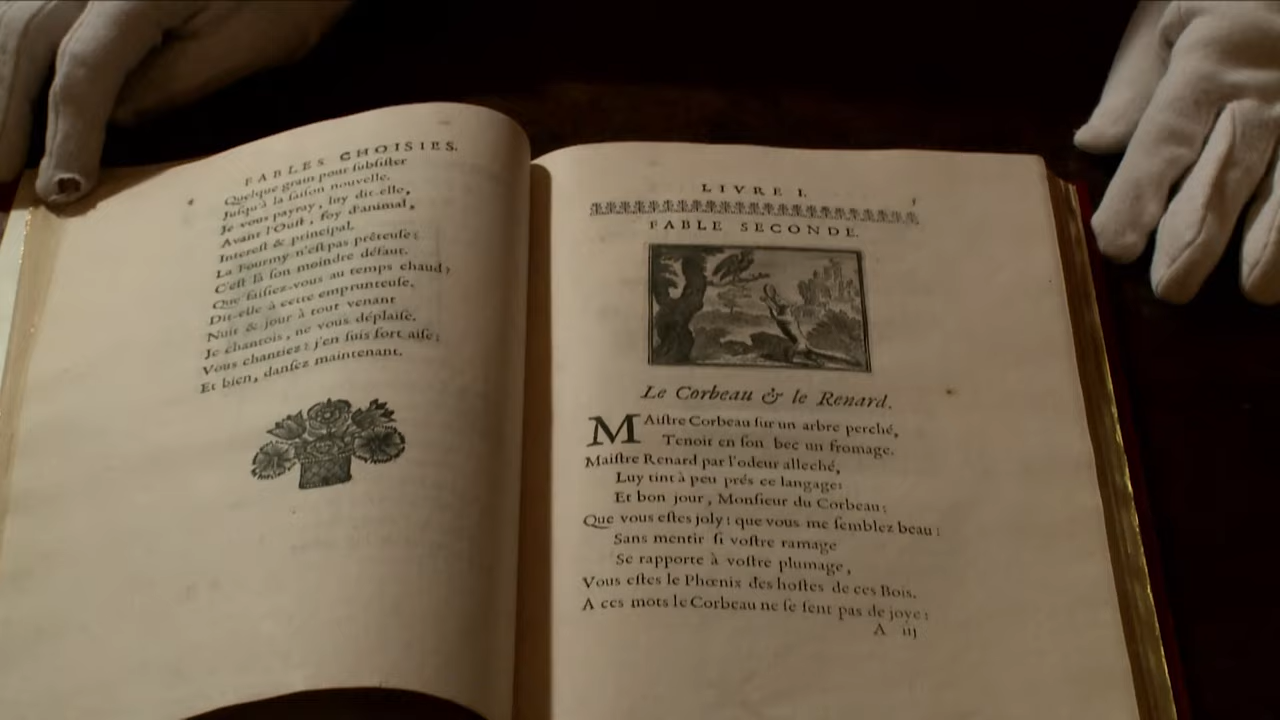 4
FABLES CHOISIES.
Quelque grain pour ſubſiſter
Juſqu'à la ſaiſon nouvelle.
Je vous payray, luy dit-elle,
Avant l'Ouſt, foy d'animal,
Intereſt & principal.
La Fourmy n'eſt pas prêteuſe;
C'eſt là ſon moindre défaut.
Que faiſiez-vous au temps chaud?
Dit-elle à cette emprunteuſe.
Nuit & jour à tout venant
Je chantois, ne vous déplaiſe.
Vous chantiez? j'en ſuis fort aiſe;
Et bien, danſez maintenant.
LIVRE I.
5
FABLE SECONDE.
Le Corbeau & le Renard.
MAiſtre Corbeau ſur un arbre perché,
Tenoit en ſon bec un fromage.
Maiſtre Renard par l'odeur alleché,
Luy tint à peu prés ce langage:
Et bon jour, Monſieur du Corbeau;
Que vous eſtes joly! que vous me ſemblez beau!
Sans mentir ſi voſtre ramage
Se rapporte à voſtre plumage,
Vous eſtes le Phœnix des hoſtes de ces Bois.
A ces mots le Corbeau ne ſe ſent pas de joye:
A iij